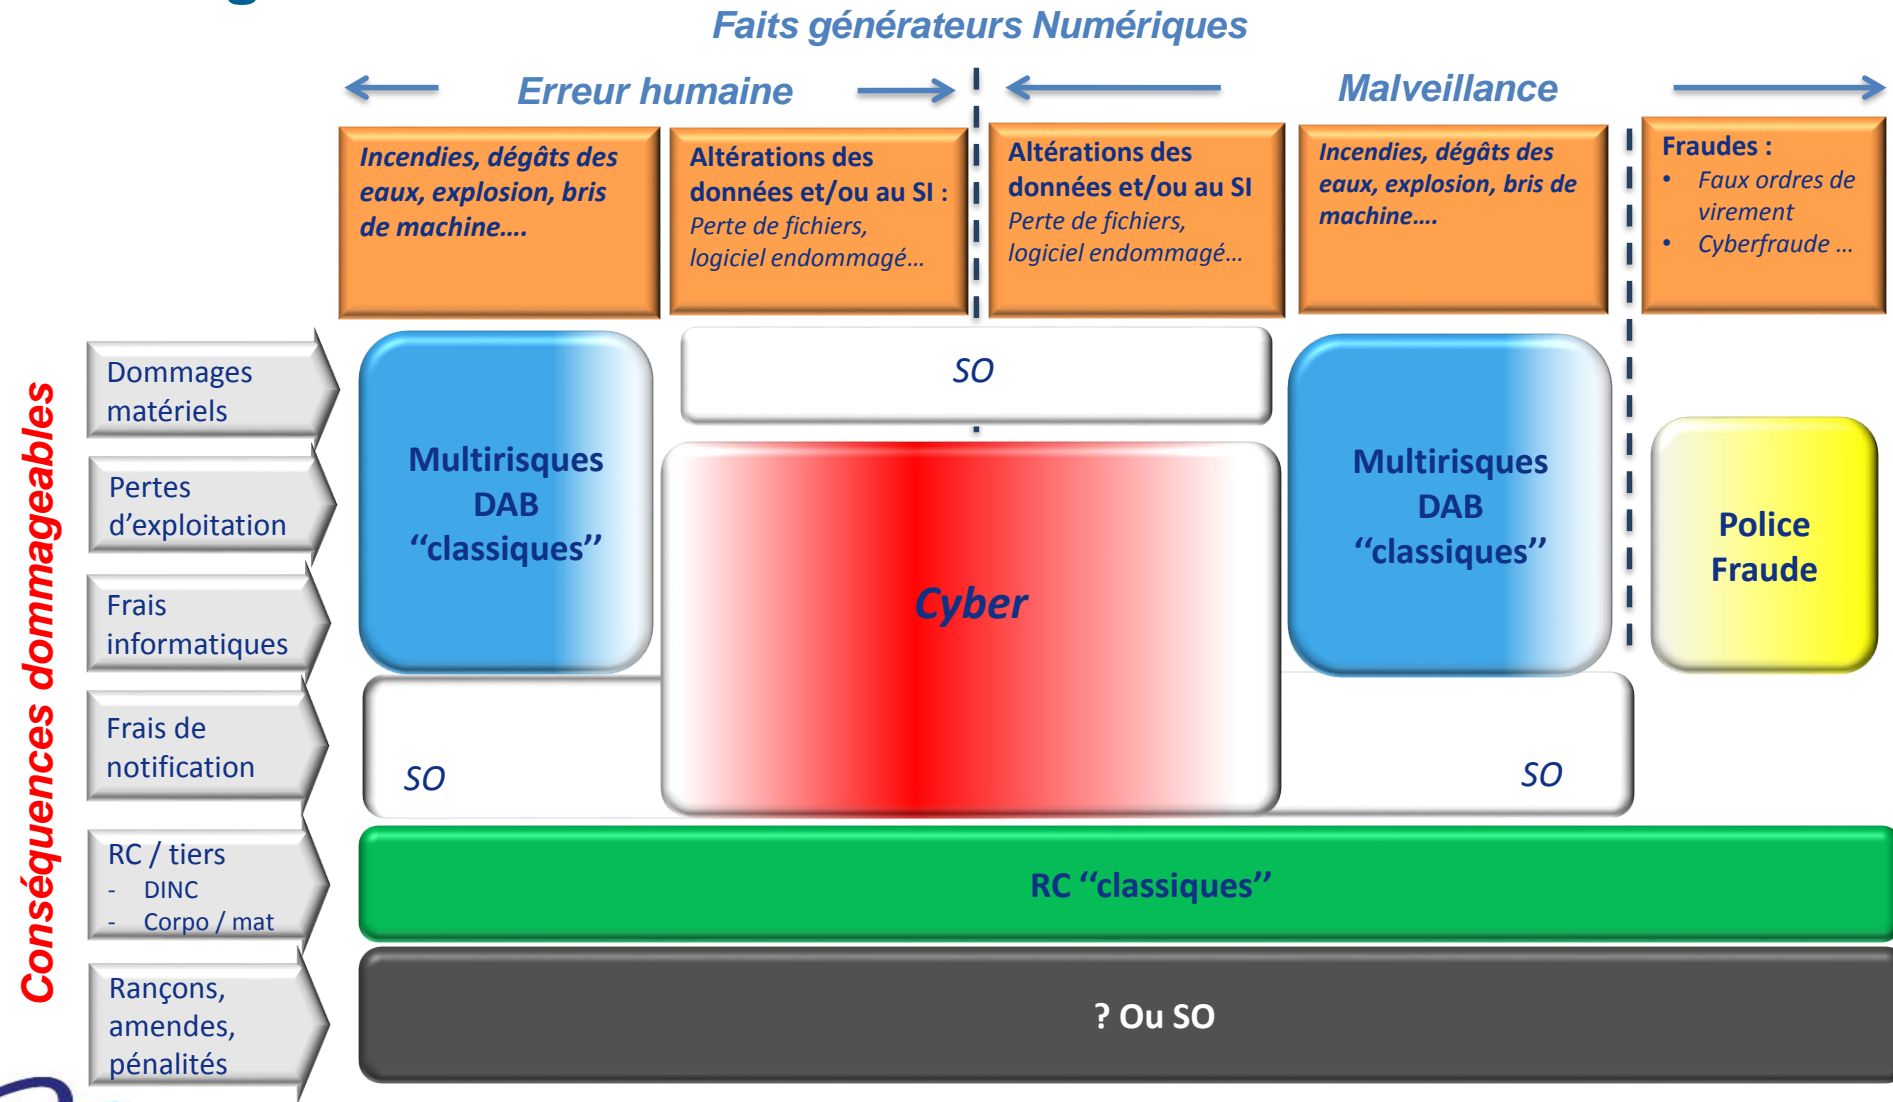 Faits générateurs Numériques
Erreur humaine
Malveillance
Incendies, dégâts des
eaux, explosion, bris
de machine….
Altérations des
données et/ou au SI :
Perte de fichiers,
logiciel endommagé…
Altérations des
données et/ou au SI
Perte de fichiers,
logiciel endommagé…
Incendies, dégâts des
eaux, explosion, bris de
machine….
Fraudes :
• Faux ordres de
virement
• Cyberfraude …
Conséquences dommageables
Dommages
matériels
Pertes
d’exploitation
Frais
informatiques
Frais de
notification
RC / tiers
- DINC
- Corpo / mat
Rançons,
amendes,
pénalités
Multirisques
DAB
‘‘classiques’’
SO
Cyber
Multirisques
DAB
‘‘classiques’’
Police
Fraude
SO
SO
RC ‘‘classiques’’
? Ou SO